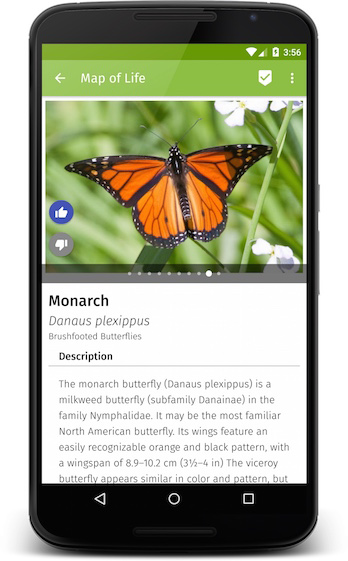 3:56
Map of Life
Monarch
Danaus plexippus
Brushfooted Butterflies
Description
The monarch butterfly (Danaus plexippus) is a
milkweed butterfly (subfamily Danainae) in the
family Nymphalidae. It may be the most familiar
North American butterfly. Its wings feature an
easily recognizable orange and black pattern, with
a wingspan of 8.9–10.2 cm (3½–4 in) The viceroy
butterfly appears similar in color and pattern, but